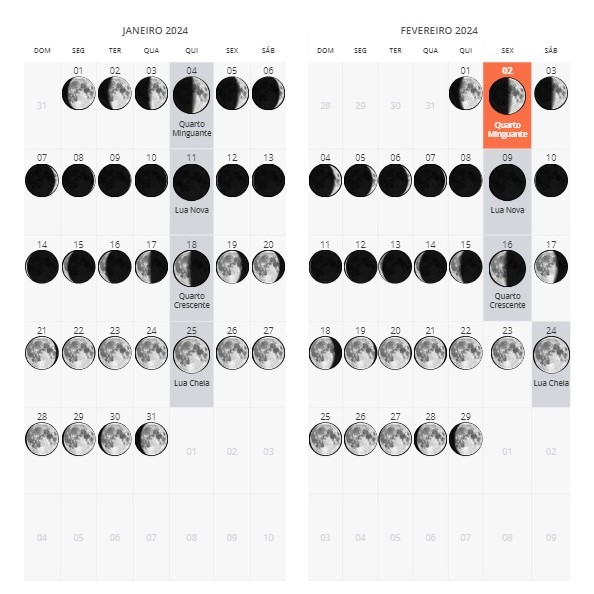 JANEIRO 2024
DOM SEG TER QUA QUI SEX SÁB
31 01 02 03 04 05 06
Quarto
Minguante
07 08 09 10 11 12 13
Lua Nova
14 15 16 17 18 19 20
Quarto
Crescente
21 22 23 24 25 26 27
Lua Cheia
28 29 30 31 01 02 03
04 05 06 07 08 09 10
FEVEREIRO 2024
DOM SEG TER QUA QUI SEX SÁB
28 29 30 31 01 02 03
Quarto
Minguante
04 05 06 07 08 09 10
Lua Nova
11 12 13 14 15 16 17
Quarto
Crescente
18 19 20 21 22 23 24
Lua Cheia
25 26 27 28 29 01 02
03 04 05 06 07 08 09